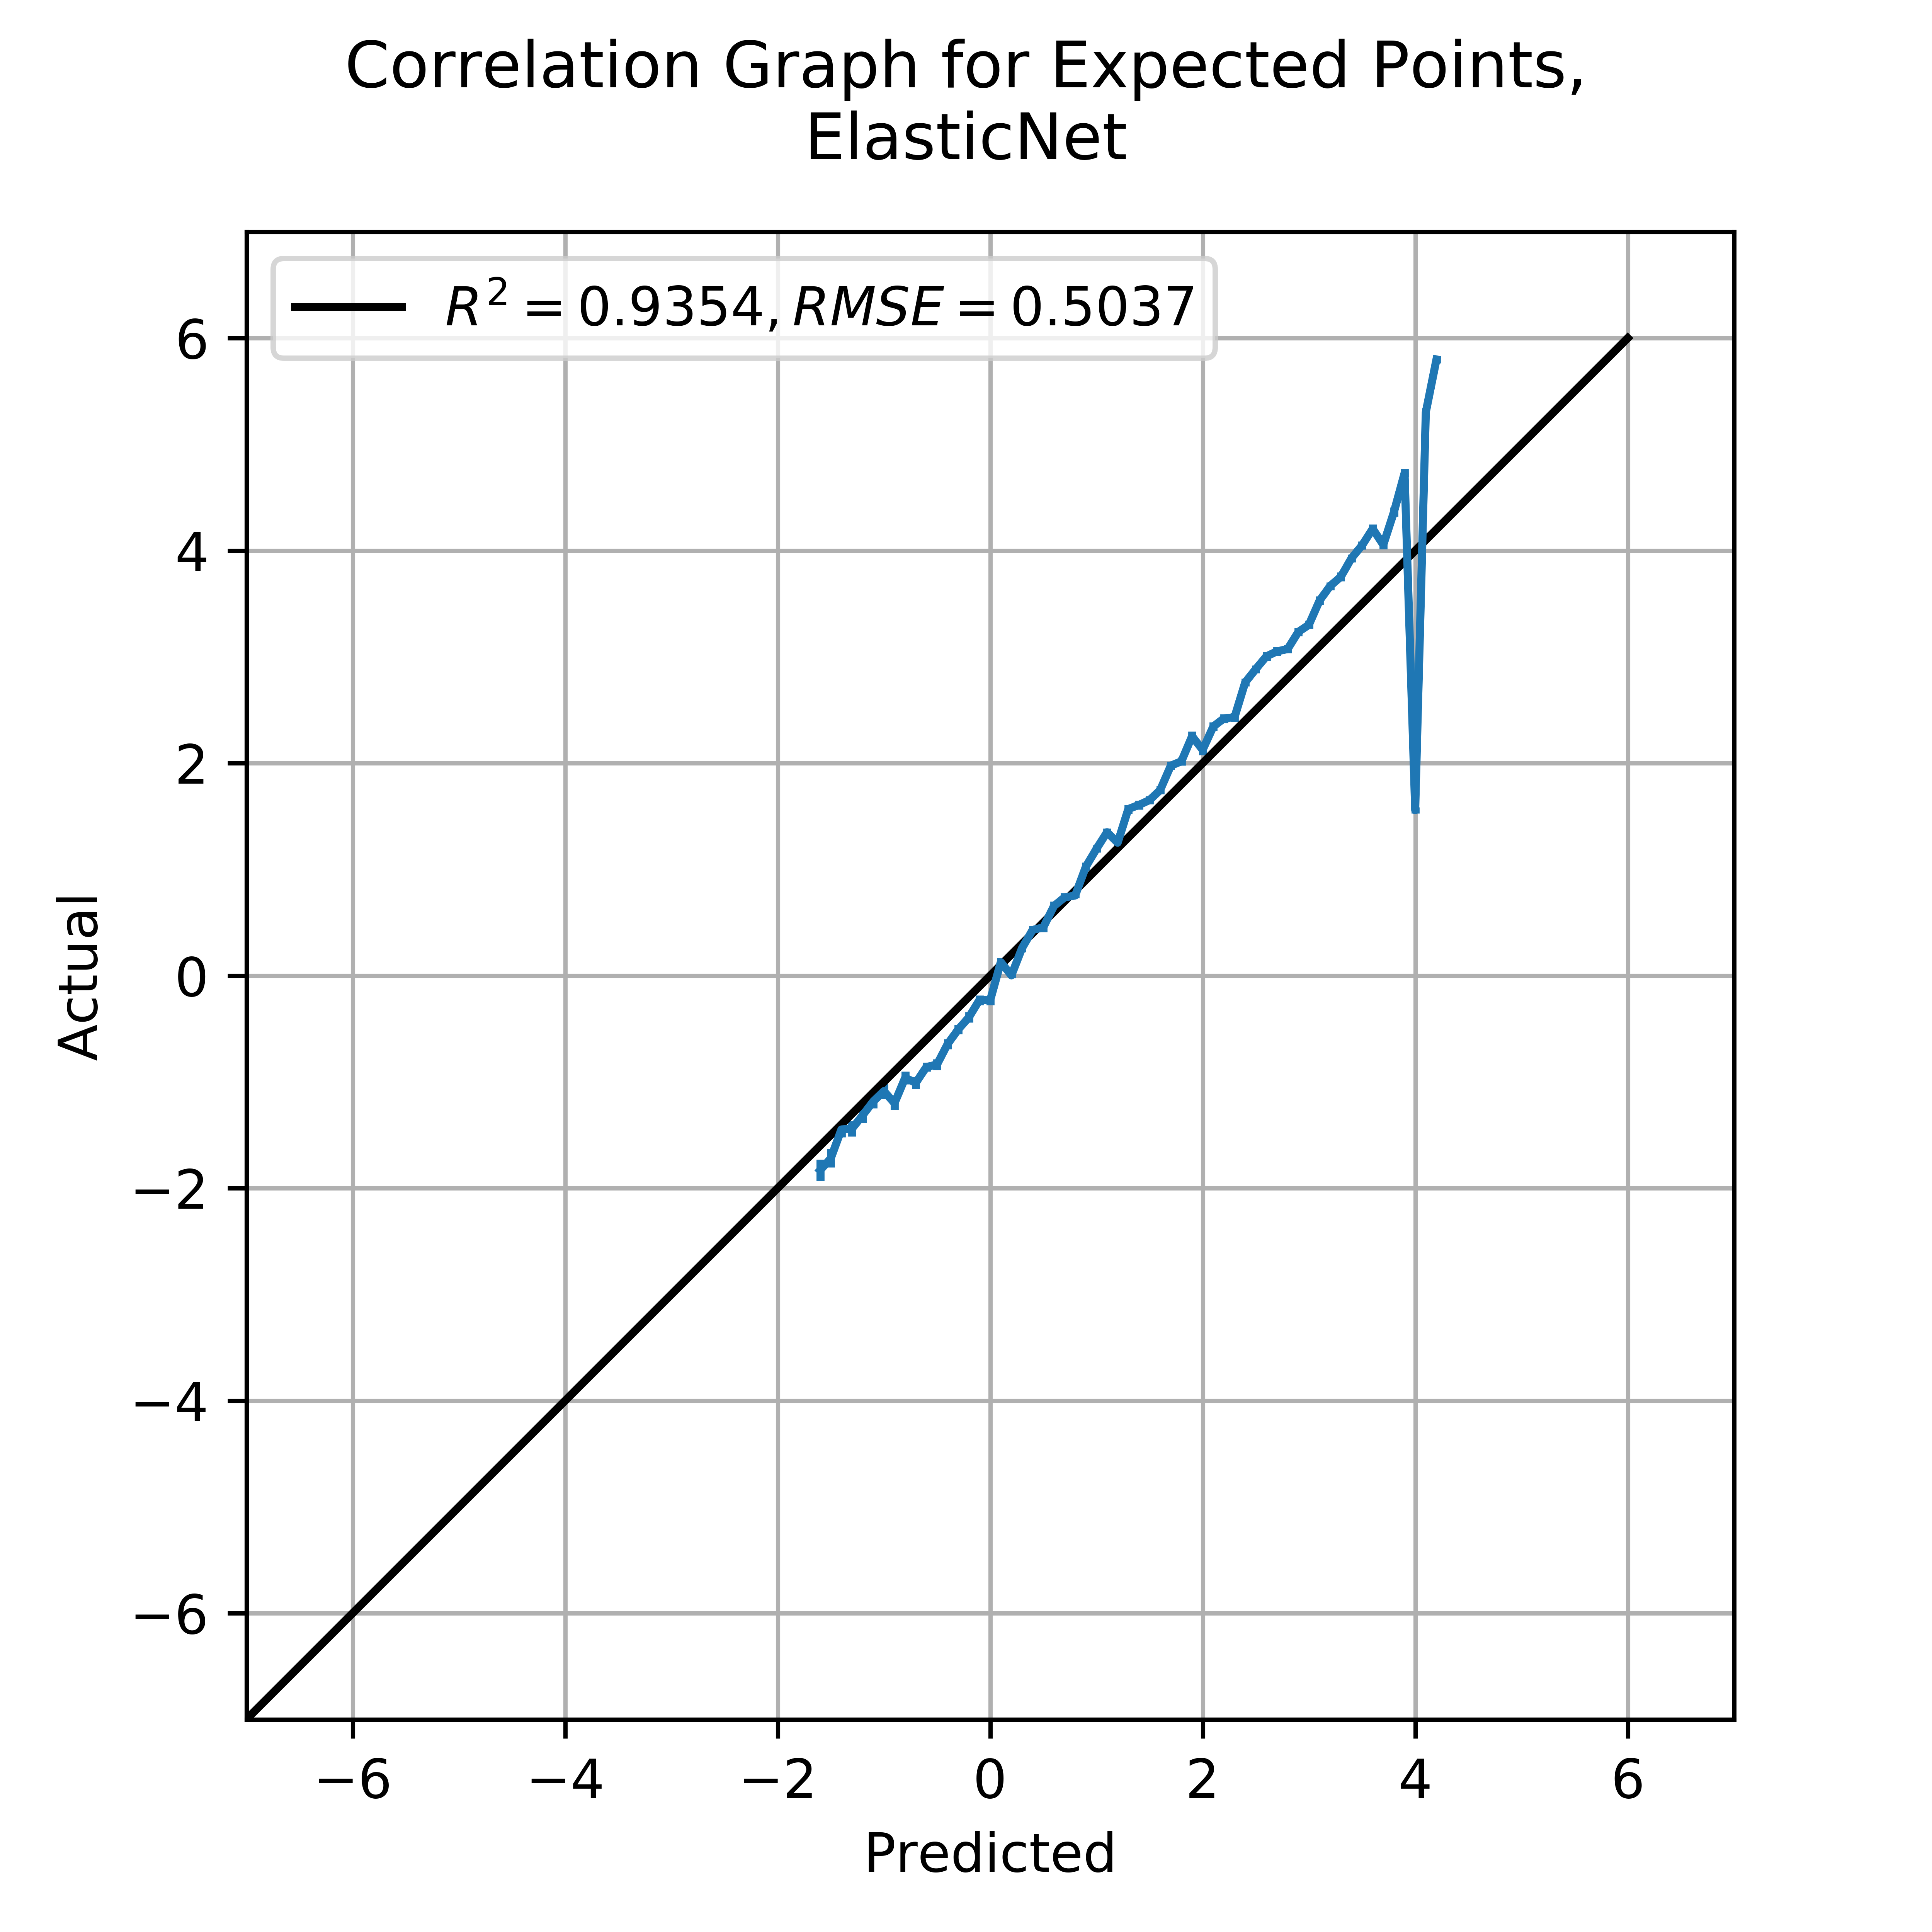 Correlation Graph for Expected Points,
ElasticNet
R² = 0.9354, RMSE = 0.5037
6
4
2
0
−2
−4
−6
Actual
−6 −4 −2 0 2 4 6
Predicted